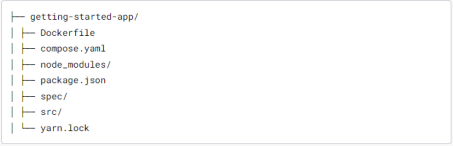 ├── getting-started-app/
│ ├── Dockerfile
│ ├── compose.yaml
│ ├── node_modules/
│ ├── package.json
│ ├── spec/
│ ├── src/
│ └── yarn.lock